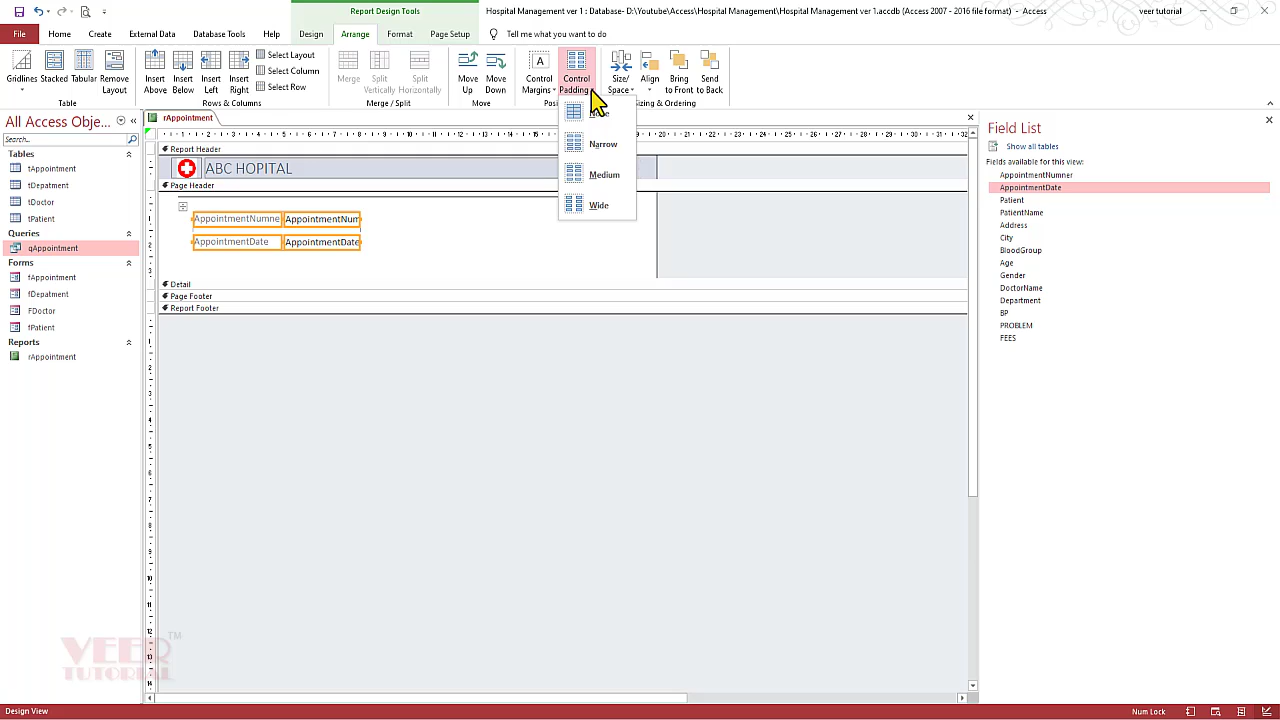 Report Design Tools
Hospital Management ver 1 : Database- D:\Youtube\Access\Hospital Management\Hospital Management ver 1.accdb (Access 2007 - 2016 file format) - Access
veer tutorial
File Home Create External Data Database Tools Help Design Arrange Format Page Setup Tell me what you want to do
Gridlines Stacked Tabular Remove Layout
Table
Insert Above Insert Below Insert Left Insert Right
Select Layout
Select Column
Select Row
Rows & Columns
Merge Split Vertically Split Horizontally
Merge / Split
Move Up Move Down
Move
Control Margins Control Padding
Size/ Space Align Bring to Front Send to Back
zing & Ordering
Narrow
Medium
Wide
All Access Obje...
Search...
Tables
tAppointment
tDepatment
tDoctor
tPatient
Queries
qAppointment
Forms
fAppointment
fDepatment
FDoctor
fPatient
Reports
rAppointment
rAppointment
Report Header
ABC HOPITAL
Page Header
AppointmentNumne AppointmentNum
AppointmentDate AppointmentDate
Detail
Page Footer
Report Footer
Field List
Show all tables
Fields available for this view:
AppointmentNumner
AppointmentDate
Patient
PatientName
Address
City
BloodGroup
Age
Gender
DoctorName
Department
BP
PROBLEM
FEES
VEER TM
TUTORIAL
Design View
Num Lock